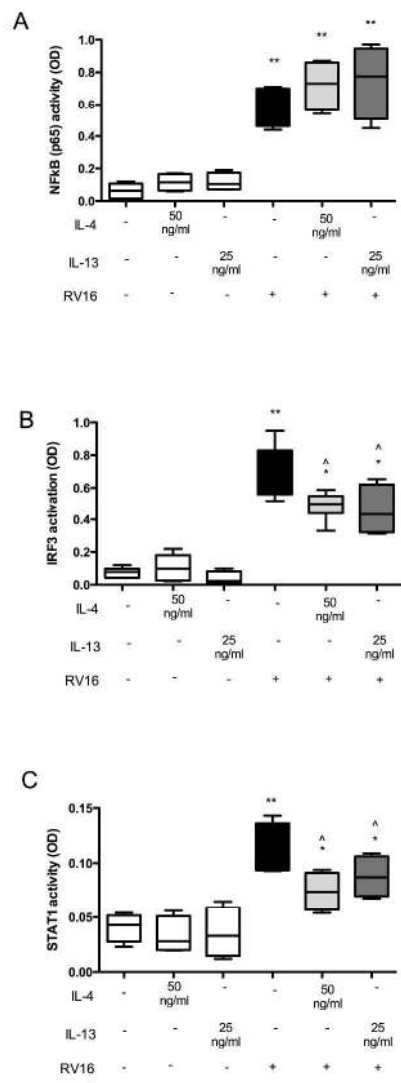 A
NFkB (p65) activity (OD)
1.0
0.8
0.6
0.4
0.2
0.0
** ** **
IL-4 - 50 ng/ml - - 50 ng/ml -
IL-13 - - 25 ng/ml - - 25 ng/ml
RV16 - - - + + +
B
IRF3 activation (OD)
1.0
0.8
0.6
0.4
0.2
0.0
** ^ * ^ *
IL-4 - 50 ng/ml - - 50 ng/ml -
IL-13 - - 25 ng/ml - - 25 ng/ml
RV16 - - - + + +
C
STAT1 activity (OD)
0.15
0.10
0.05
0.00
** ^ * ^ *
IL-4 - 50 ng/ml - - 50 ng/ml -
IL-13 - - 25 ng/ml - - 25 ng/ml
RV16 - - - + + +